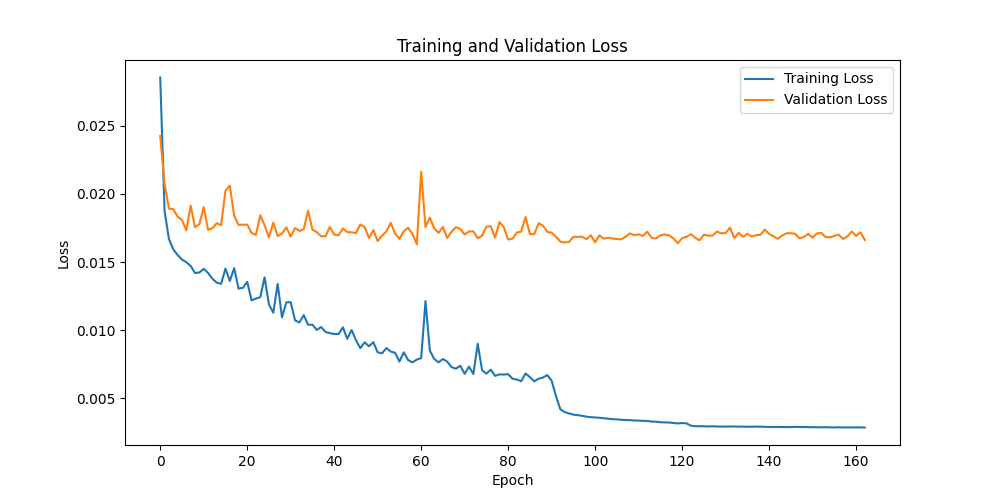 Training and Validation Loss
Training Loss
Validation Loss
0.025
0.020
0.015
0.010
0.005
Loss
0 20 40 60 80 100 120 140 160
Epoch